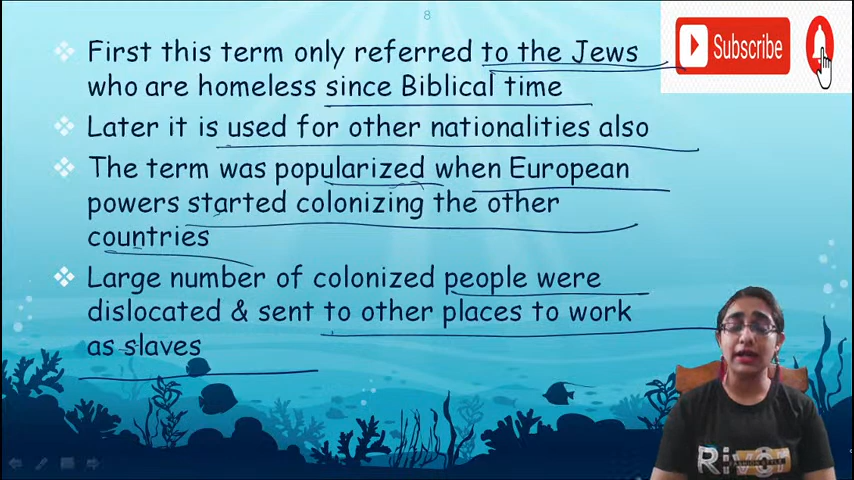 8
First this term only referred to the Jews
who are homeless since Biblical time
Later it is used for other nationalities also
The term was popularized when European
powers started colonizing the other
countries
Large number of colonized people were
dislocated & sent to other places to work
as slaves
Subscribe